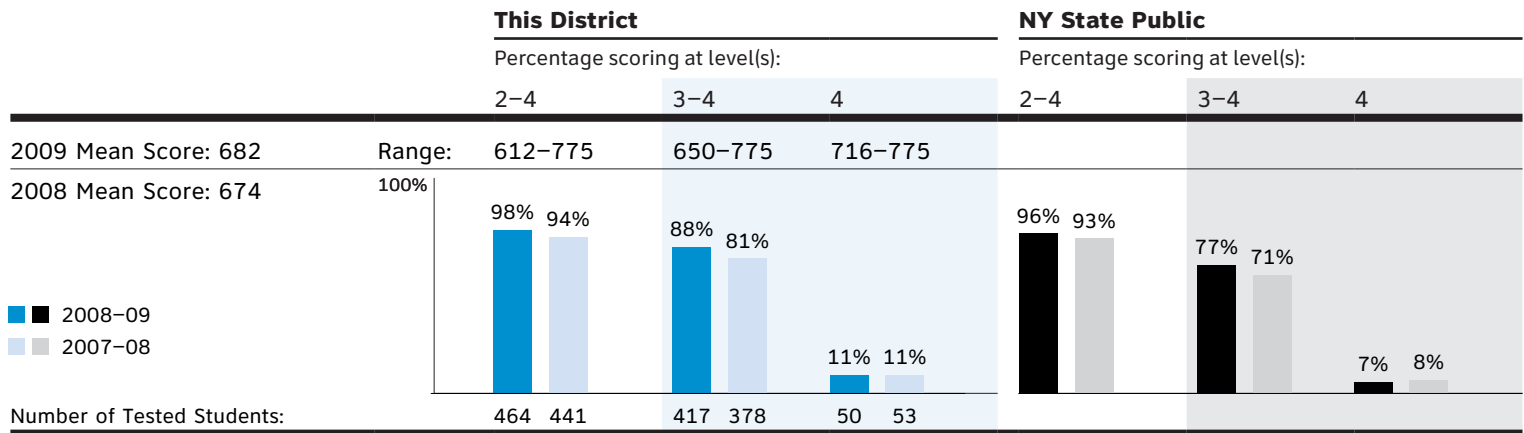 This District NY State Public
Percentage scoring at level(s): Percentage scoring at level(s):
2–4 3–4 4 2–4 3–4 4
2009 Mean Score: 682 Range: 612–775 650–775 716–775
2008 Mean Score: 674 100%
98% 94% 88% 81% 11% 11% 96% 93% 77% 71% 7% 8%
2008–09
2007–08
Number of Tested Students: 464 441 417 378 50 53